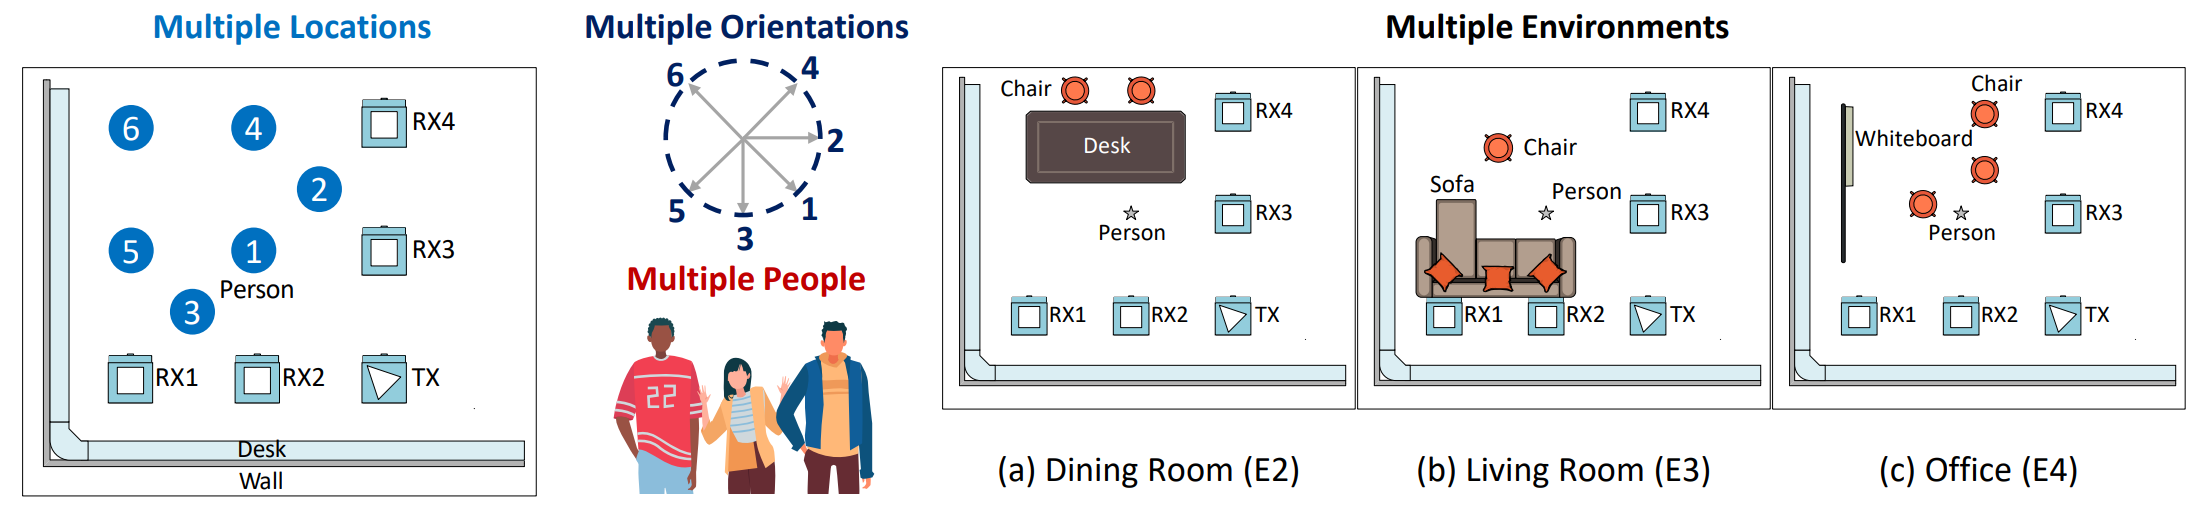 Multiple Locations
6
4
RX4
2
5
1
RX3
Person
3
RX1
RX2
TX
Desk
Wall
Multiple Orientations
6
4
2
5
1
3
Multiple People
22
Multiple Environments
Chair
RX4
Desk
RX3
Person
RX1
RX2
TX
(a) Dining Room (E2)
RX4
Chair
Sofa
Person
RX3
RX1
RX2
TX
(b) Living Room (E3)
Chair
RX4
Whiteboard
RX3
Person
RX1
RX2
TX
(c) Office (E4)